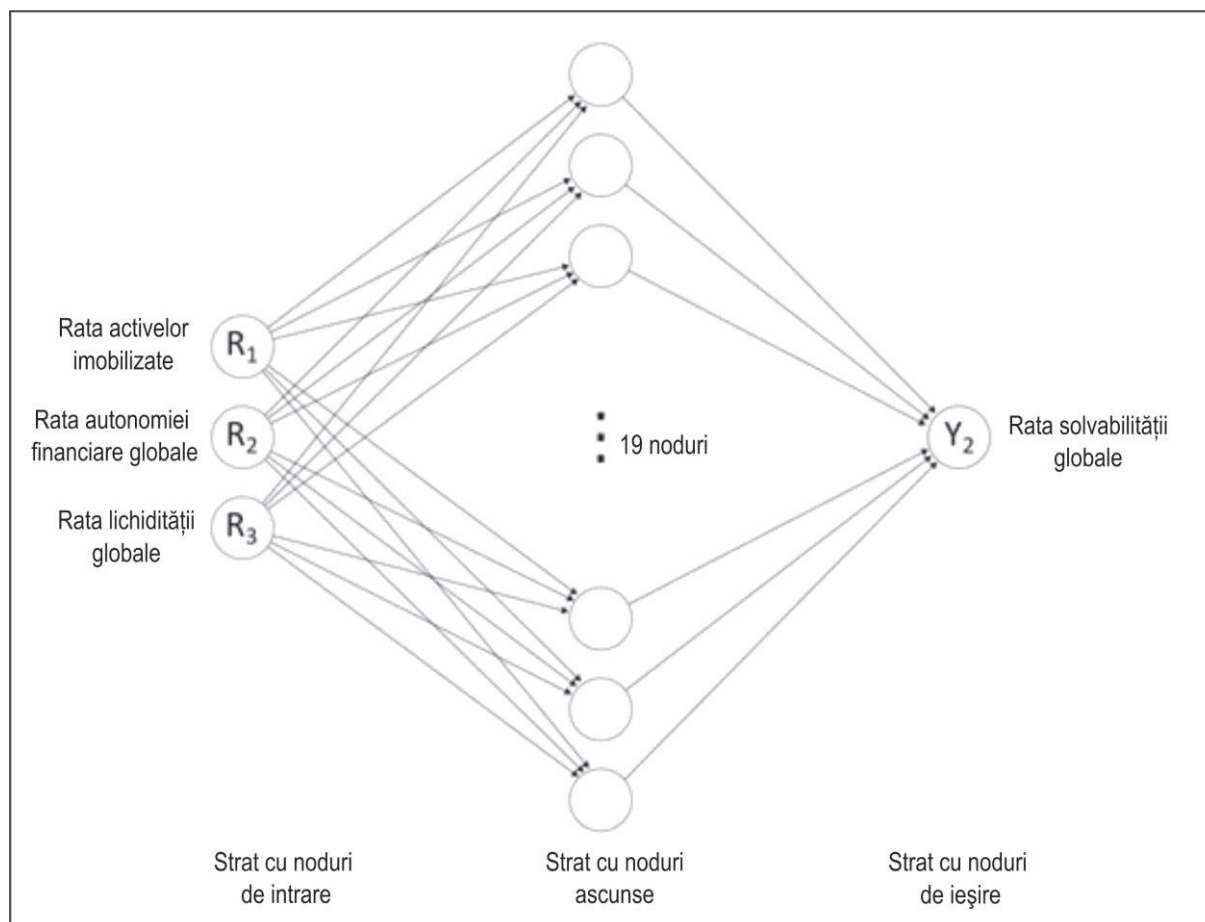 Rata activelor
imobilizate
R1
Rata autonomiei
financiare globale
R2
Rata lichidității
globale
R3
19 noduri
Y2
Rata solvabilității
globale
Strat cu noduri
de intrare
Strat cu noduri
ascunse
Strat cu noduri
de ieşire